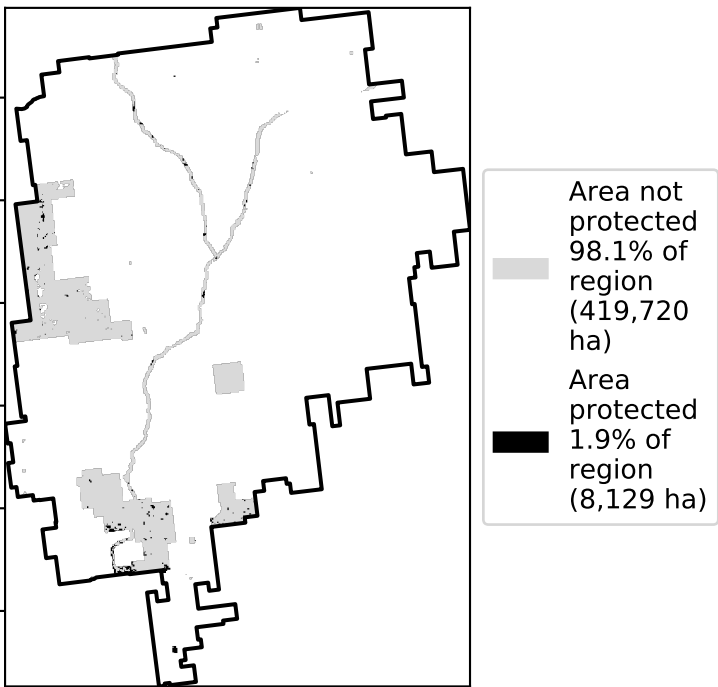 Area not
protected
98.1% of
region
(419,720
ha)
Area
protected
1.9% of
region
(8,129 ha)